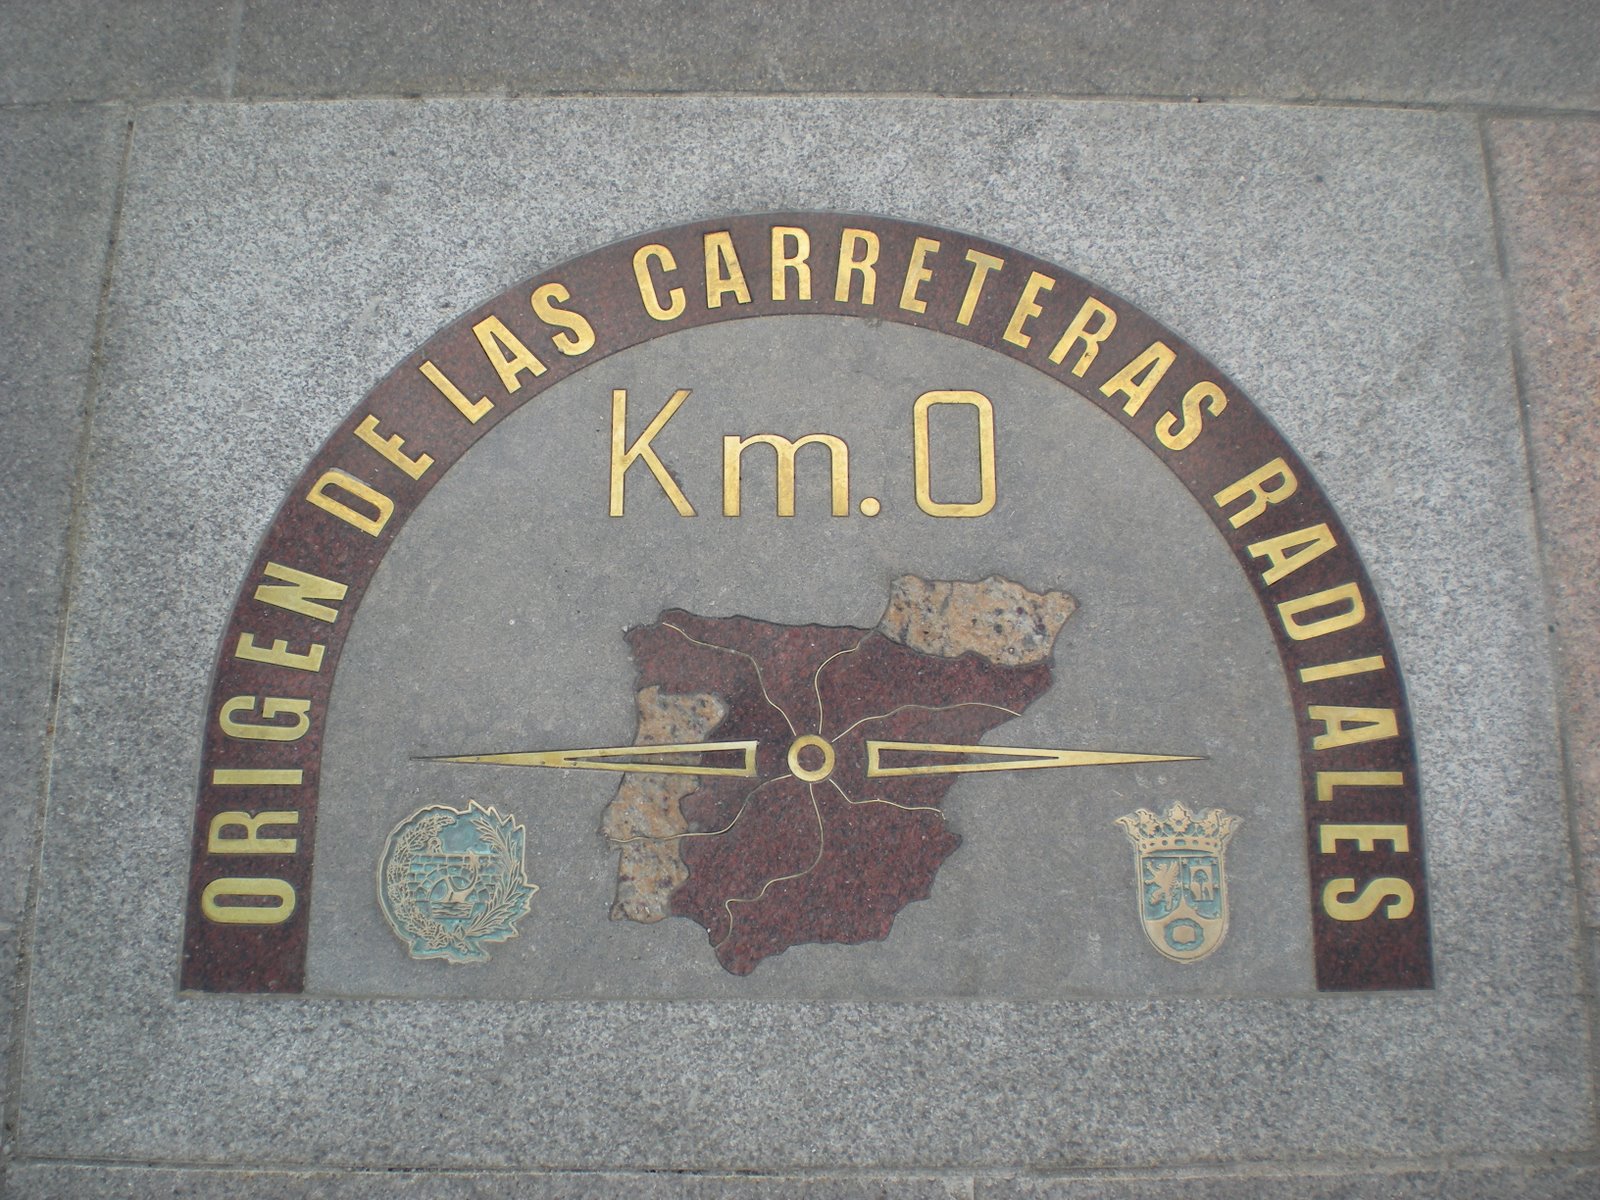 ORIGEN DE LAS CARRETERAS RADIALES
Km. 0